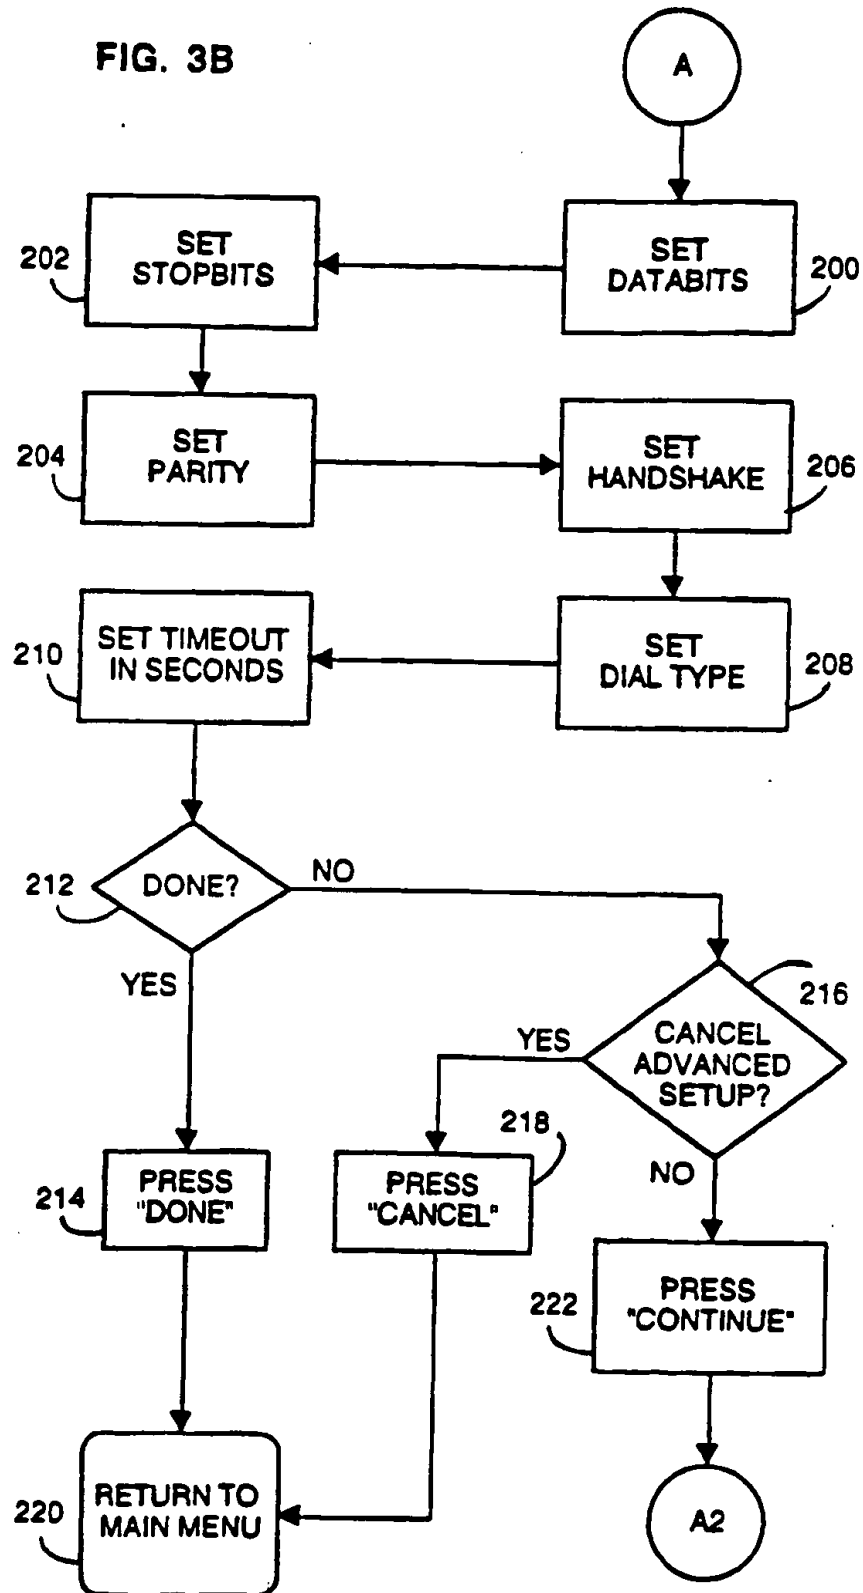 FIG. 3B
A
SET
DATABITS
200
SET
STOPBITS
202
SET
PARITY
204
SET
HANDSHAKE
206
SET
DIAL TYPE
208
SET TIMEOUT
IN SECONDS
210
DONE?
212
NO
YES
CANCEL
ADVANCED
SETUP?
216
YES
NO
PRESS
"DONE"
214
PRESS
"CANCEL"
218
PRESS
"CONTINUE"
222
RETURN TO
MAIN MENU
220
A2